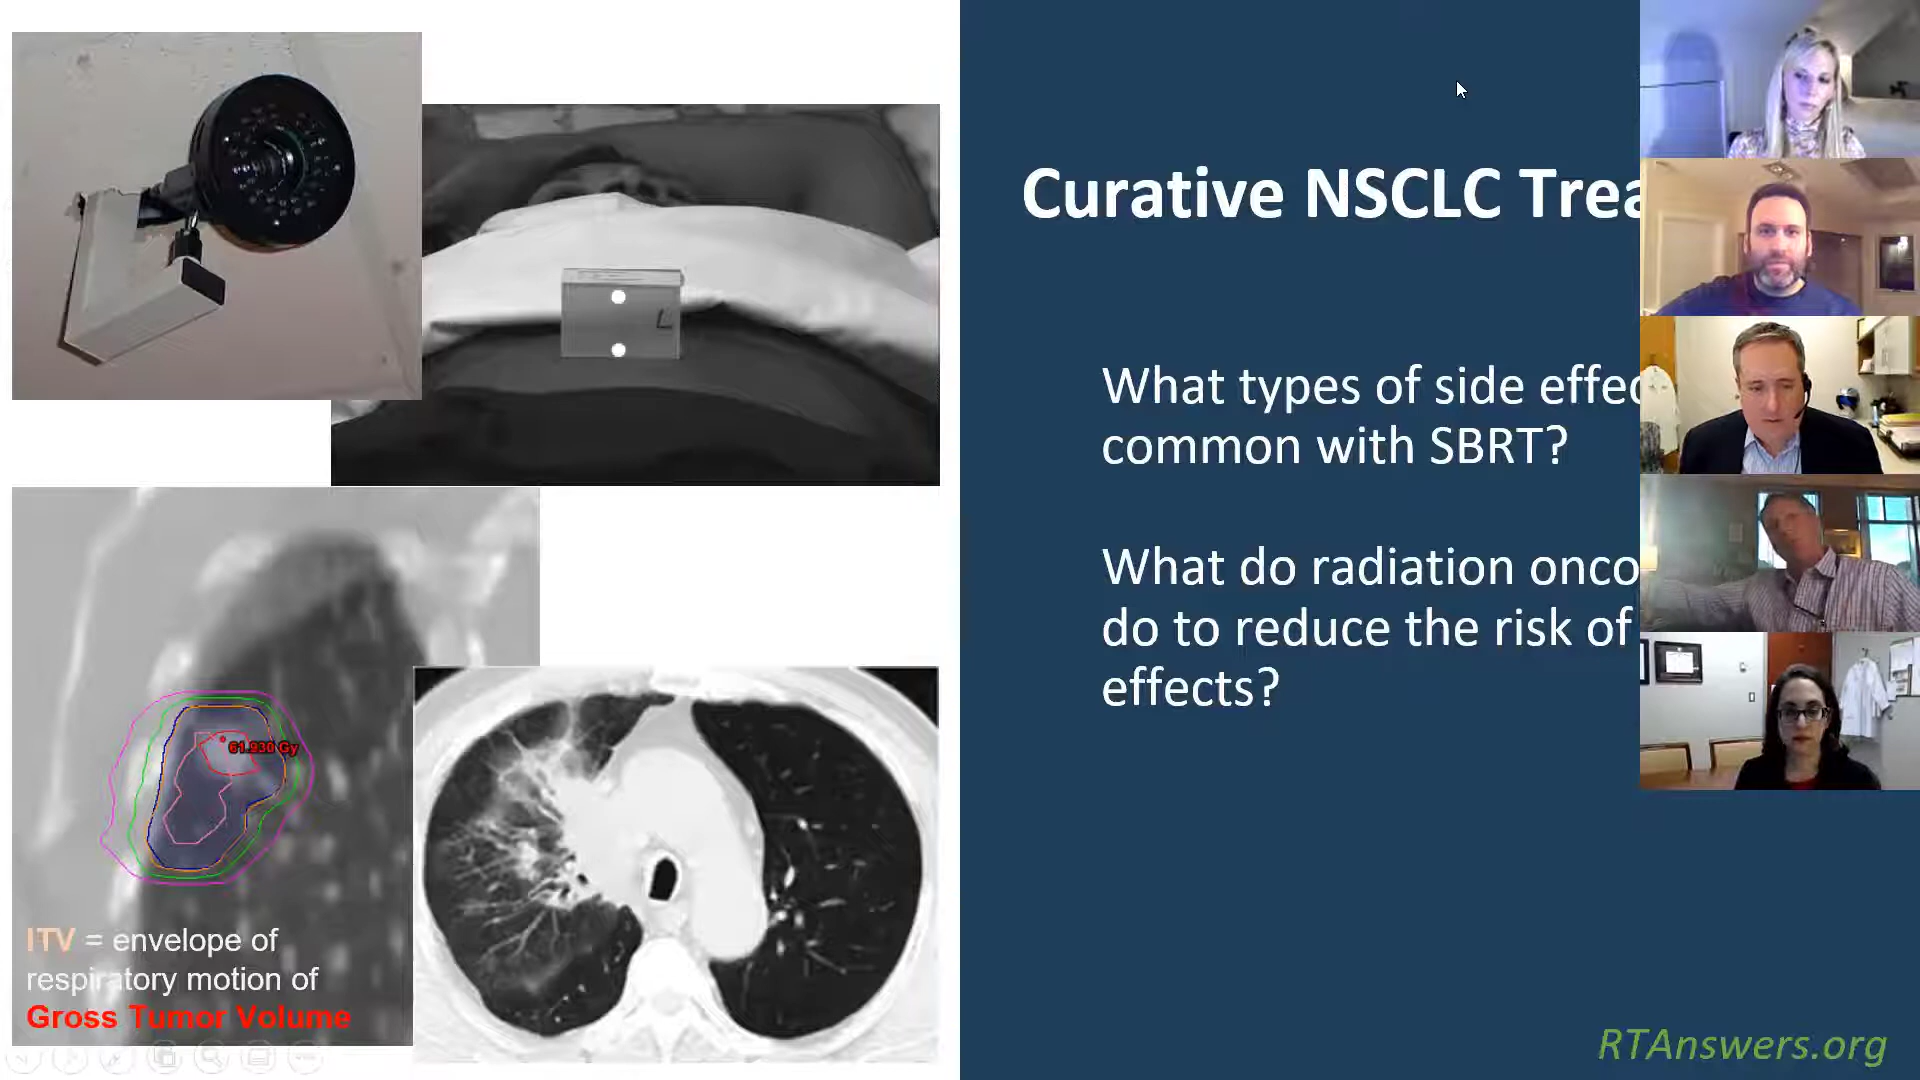 L
61.930 Gy
ITV = envelope of
respiratory motion of
Gross Tumor Volume
Curative NSCLC Trea
What types of side effec
common with SBRT?
What do radiation onco
do to reduce the risk of
effects?
RTAnswers.org